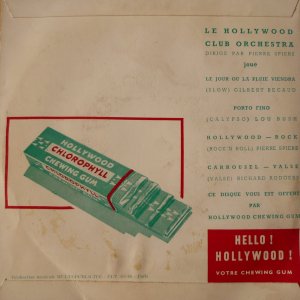 LE HOLLYWOOD
CLUB ORCHESTRA
DIRIGÉ PAR PIERRE SPIERS
joue
LE JOUR OU LA PLUIE VIENDRA
(SLOW) GILBERT BÉCAUD
PORTO FINO
(CALYPSO) LOU BUSH
HOLLYWOOD - ROCK
(ROCK'N ROLL) PIERRE SPIERS
CARROUSEL - VALSE
(VALSE) RICHARD RODGERS
CE DISQUE VOUS EST OFFERT
PAR
HOLLYWOOD CHEWING GUM
HOLLYWOOD
CHLOROPHYLL
CHEWING GUM
HELLO !
HOLLYWOOD !
VOTRE CHEWING GUM